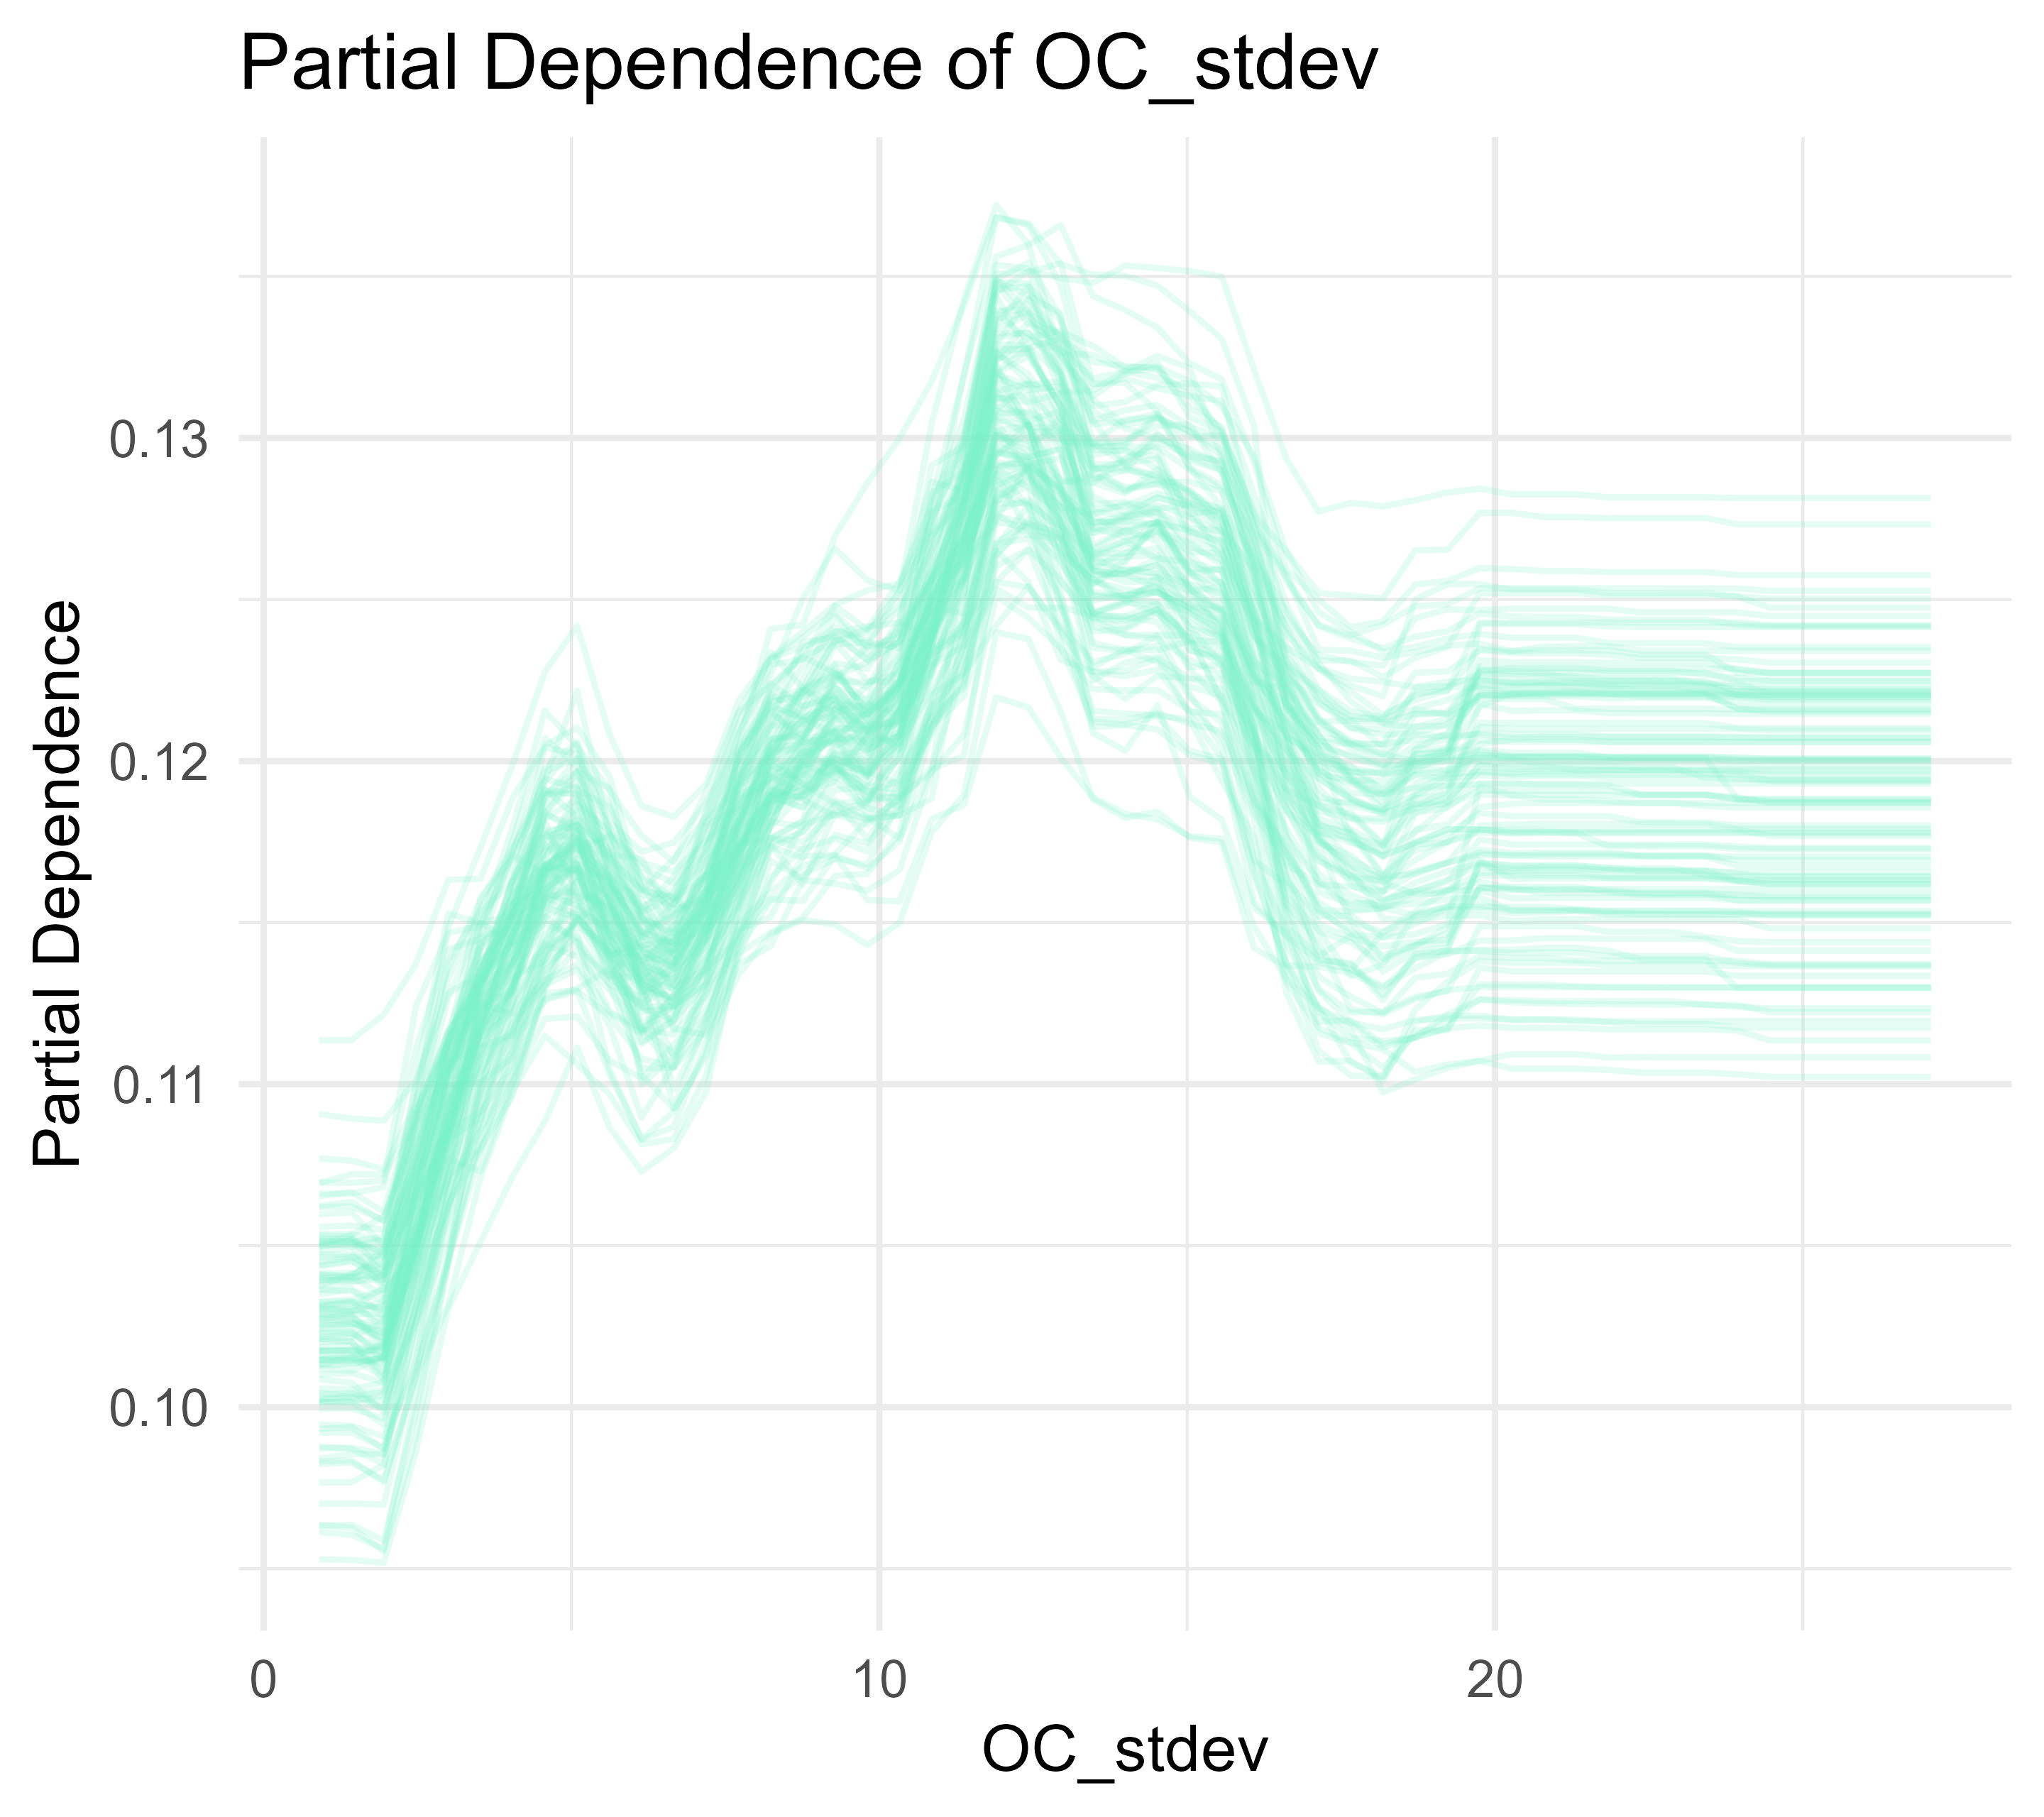 Partial Dependence of OC_stdev
Partial Dependence
0.13
0.12
0.11
0.10
0
10
20
OC_stdev